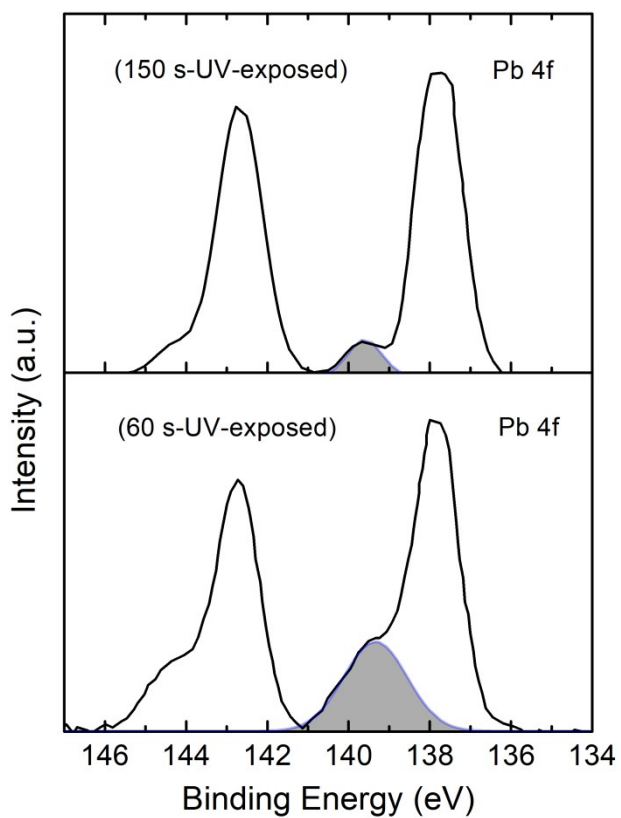 (150 s-UV-exposed) Pb 4f
(60 s-UV-exposed) Pb 4f
Intensity (a.u.)
146 144 142 140 138 136 134
Binding Energy (eV)